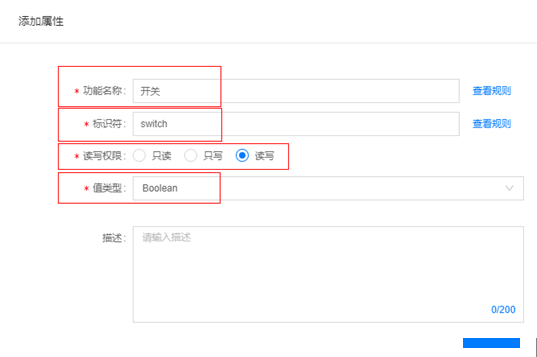 添加属性
* 功能名称: 开关 查看规则
* 标识符: switch 查看规则
* 读写权限: 只读 只写 读写
* 值类型: Boolean
描述: 请输入描述
0/200